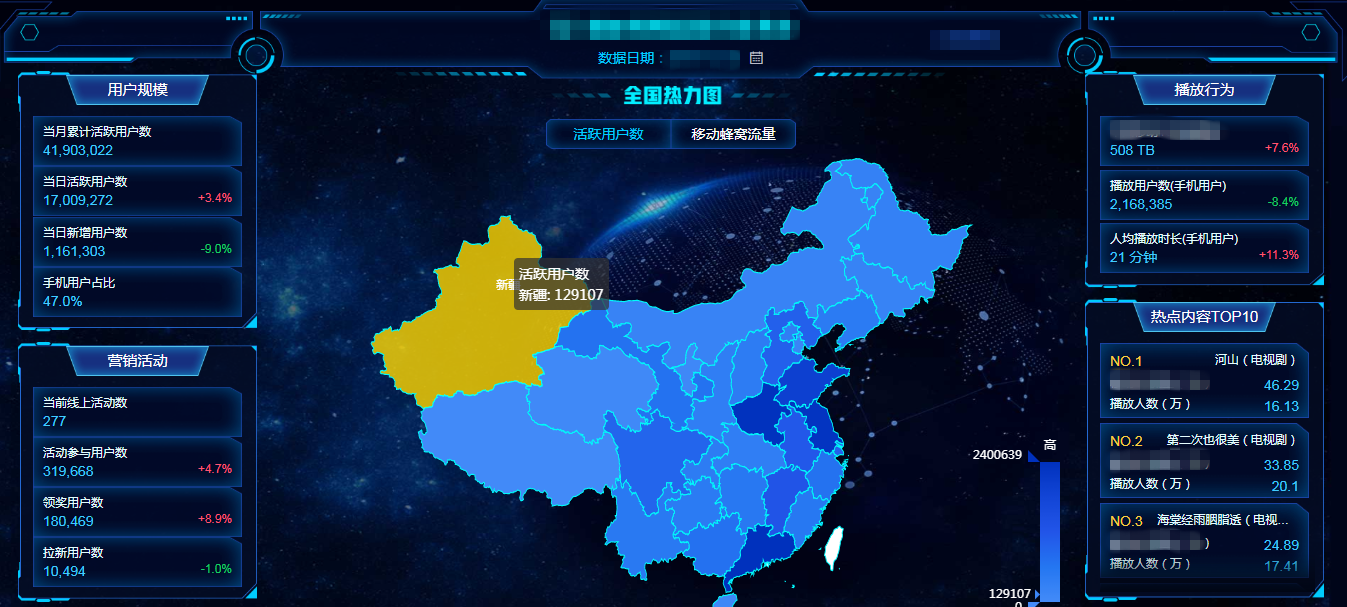 数据日期：
全国热力图
活跃用户数
移动蜂窝流量
用户规模
当月累计活跃用户数
41,903,022
当日活跃用户数
17,009,272
+3.4%
当日新增用户数
1,161,303
-9.0%
手机用户占比
47.0%
营销活动
当前线上活动数
277
活动参与用户数
319,668
+4.7%
领奖用户数
180,469
+8.9%
拉新用户数
10,494
-1.0%
新疆
活跃用户数
新疆: 129107
高
2400639
129107
0
播放行为
508 TB
+7.6%
播放用户数(手机用户)
2,168,385
-8.4%
人均播放时长(手机用户)
21 分钟
+11.3%
热点内容TOP10
NO.1 河山（电视剧）
46.29
播放人数（万） 16.13
NO.2 第二次也很美（电视剧）
33.85
播放人数（万） 20.1
NO.3 海棠经雨胭脂透（电视...
24.89
播放人数（万） 17.41